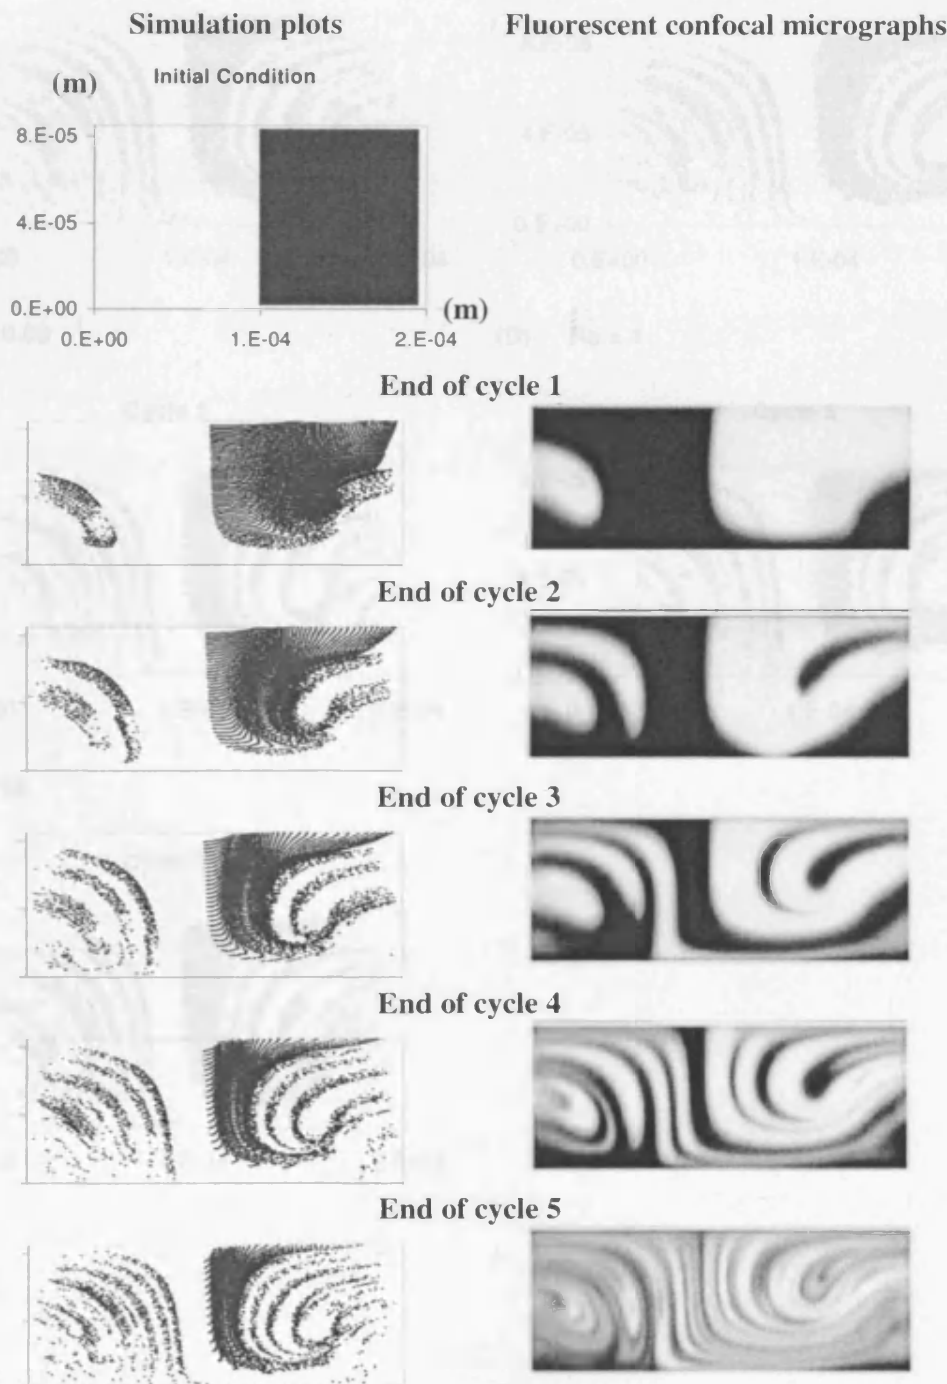 Simulation plots
Fluorescent confocal micrographs
(m)
Initial Condition
8.E-05
4.E-05
0.E+00
(m)
0.E+00
1.E-04
2.E-04
End of cycle 1
End of cycle 2
End of cycle 3
End of cycle 4
End of cycle 5